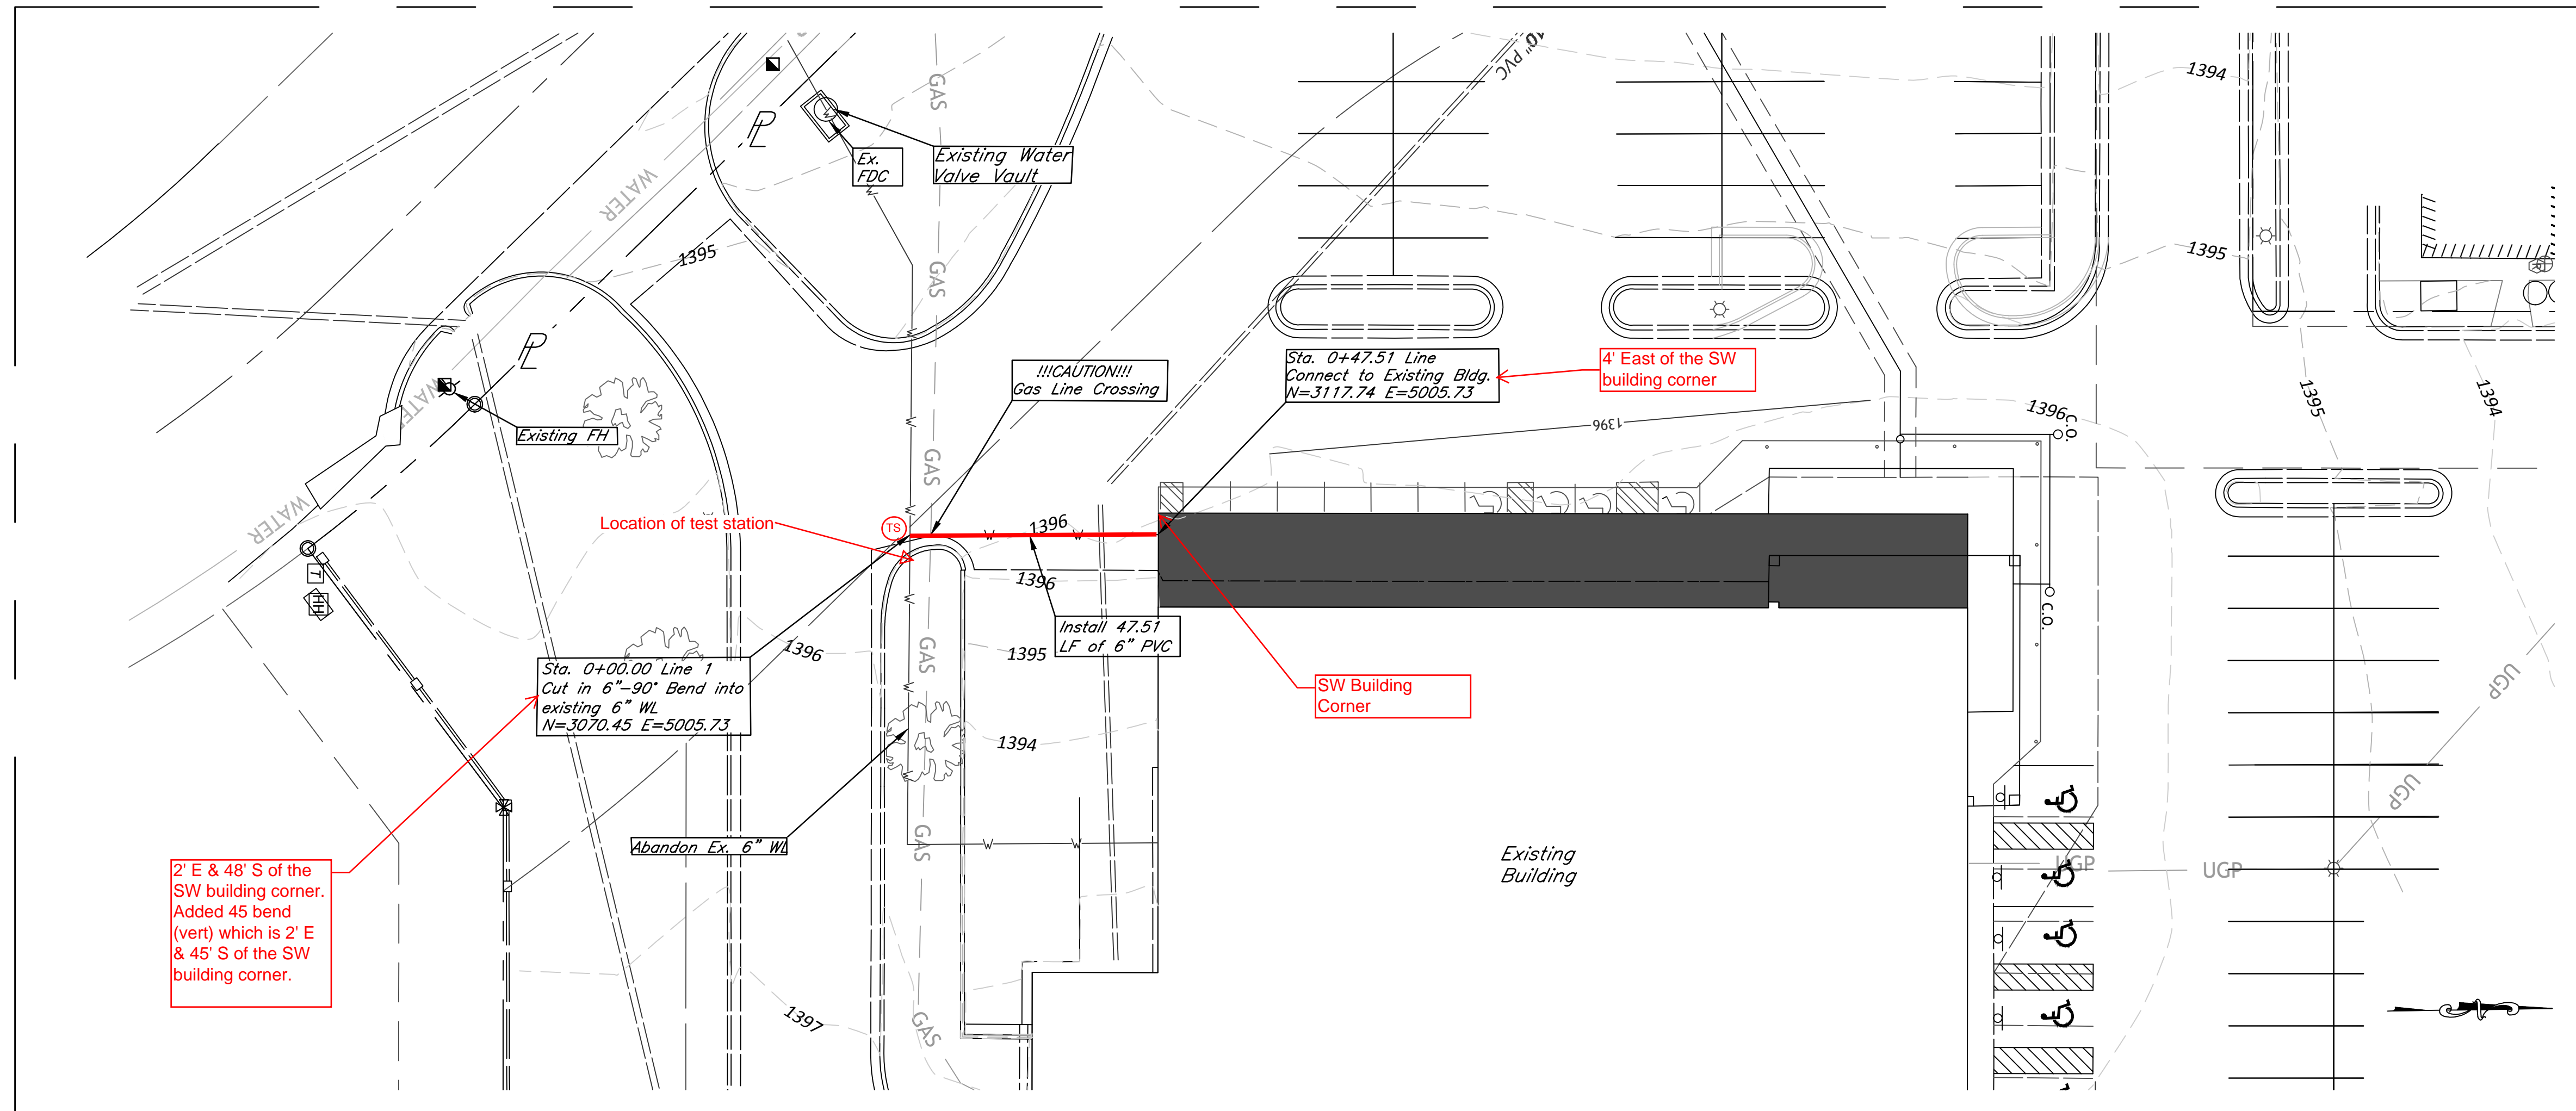 10" PVC
GAS
1394
PL
Ex.
FDC
Existing Water
Valve Vault
WATER
1395
GAS
1395
PL
!!!CAUTION!!!
Gas Line Crossing
Sta. 0+47.51 Line
Connect to Existing Bldg.
N=3117.74 E=5005.73
4' East of the SW
building corner
WATER
Existing FH
1396
1396
C.O.
1395
1394
GAS
WATER
Location of test station
TS
W
1396
W
T
HH
1396
C.O.
Install 47.51
LF of 6" PVC
GAS
1396
1395
Sta. 0+00.00 Line 1
Cut in 6"-90° Bend into
existing 6" WL
N=3070.45 E=5005.73
SW Building
Corner
UGP
1394
UGP
Abandon Ex. 6" WL
GAS
W
W
Existing
Building
UGP
UGP
2' E & 48' S of the
SW building corner.
Added 45 bend
(vert) which is 2' E
& 45' S of the SW
building corner.
1397
GAS